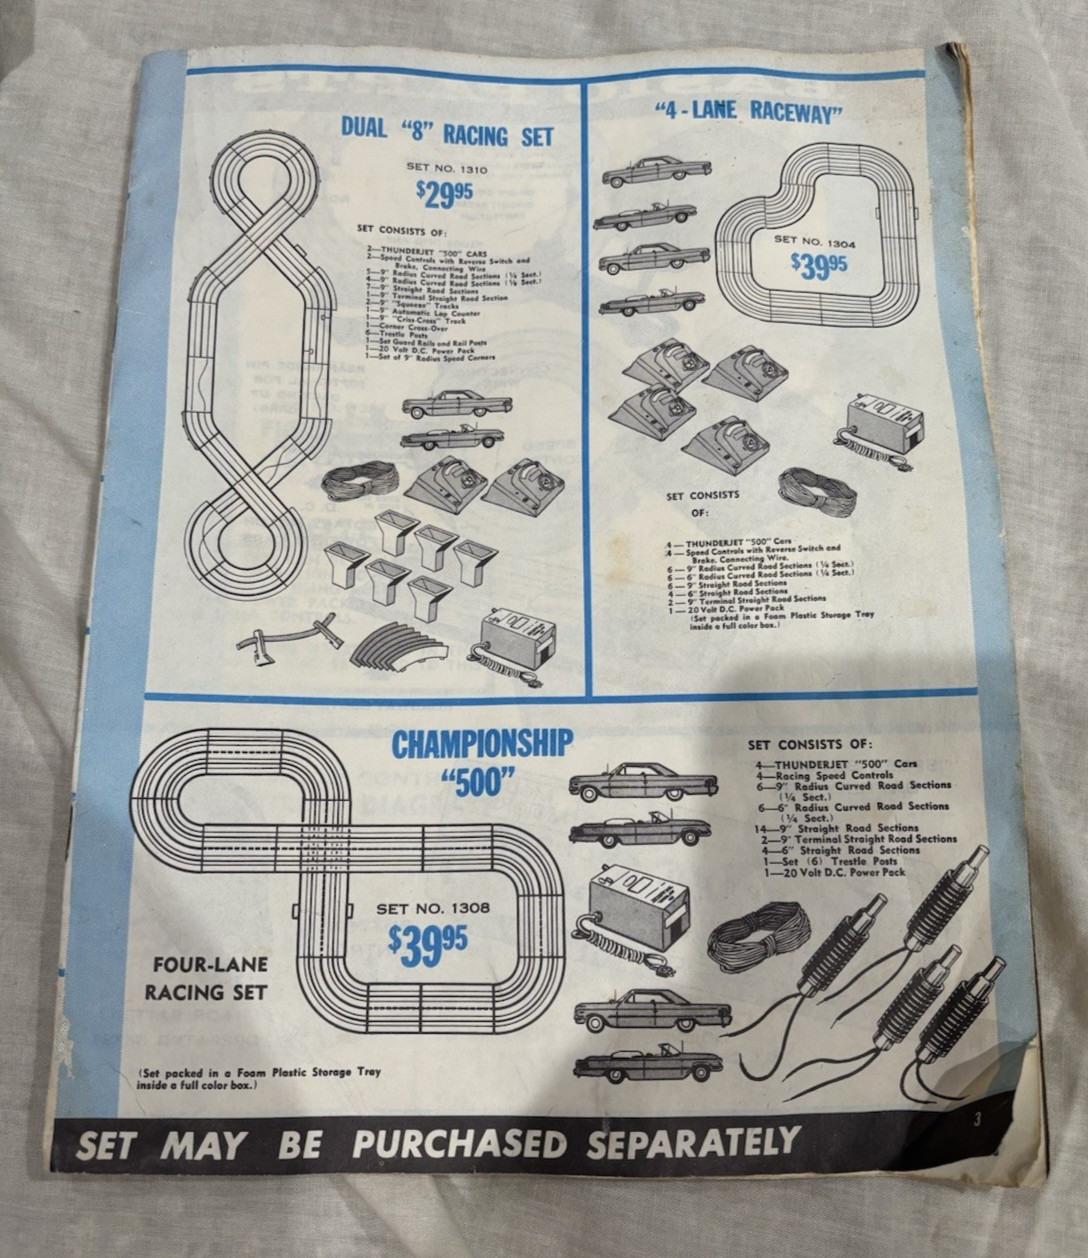 DUAL "8" RACING SET
SET NO. 1310
$29.95
SET CONSISTS OF:
2—THUNDERJET "500" CARS
2—Speed Controls with Reverse Switch and
Brake, Connecting Wire
5—9" Radius Curved Road Sections (¼ Sect.)
4—9" Radius Curved Road Sections (⅛ Sect.)
7—9" Straight Road Sections
1—9" Terminal Straight Road Section
2—9" "Squeeze" Tracks
1—9" Automatic Lap Counter
1—9" "Criss-Cross" Track
1—Corner Cross-Over
6—Trestle Posts
1—Set Guard Rails and Rail Posts
1—20 Volt D.C. Power Pack
1—Set of 9" Radius Speed Corners
"4-LANE RACEWAY"
SET NO. 1304
$39.95
SET CONSISTS
OF:
4—THUNDERJET "500" Cars
4—Speed Controls with Reverse Switch and
Brake, Connecting Wire.
6—9" Radius Curved Road Sections (¼ Sect.)
6—6" Radius Curved Road Sections (¼ Sect.)
6—9" Straight Road Sections
4—6" Straight Road Sections
2—9" Terminal Straight Road Sections
1—20 Volt D.C. Power Pack
(Set packed in a Foam Plastic Storage Tray
inside a full color box.)
CHAMPIONSHIP
"500"
SET NO. 1308
$39.95
FOUR-LANE
RACING SET
(Set packed in a Foam Plastic Storage Tray
inside a full color box.)
SET CONSISTS OF:
4—THUNDERJET "500" Cars
4—Racing Speed Controls
6—9" Radius Curved Road Sections
(¼ Sect.)
6—6" Radius Curved Road Sections
(¼ Sect.)
14—9" Straight Road Sections
2—9" Terminal Straight Road Sections
4—6" Straight Road Sections
1—Set (6) Trestle Posts
1—20 Volt D.C. Power Pack
SET MAY BE PURCHASED SEPARATELY
3